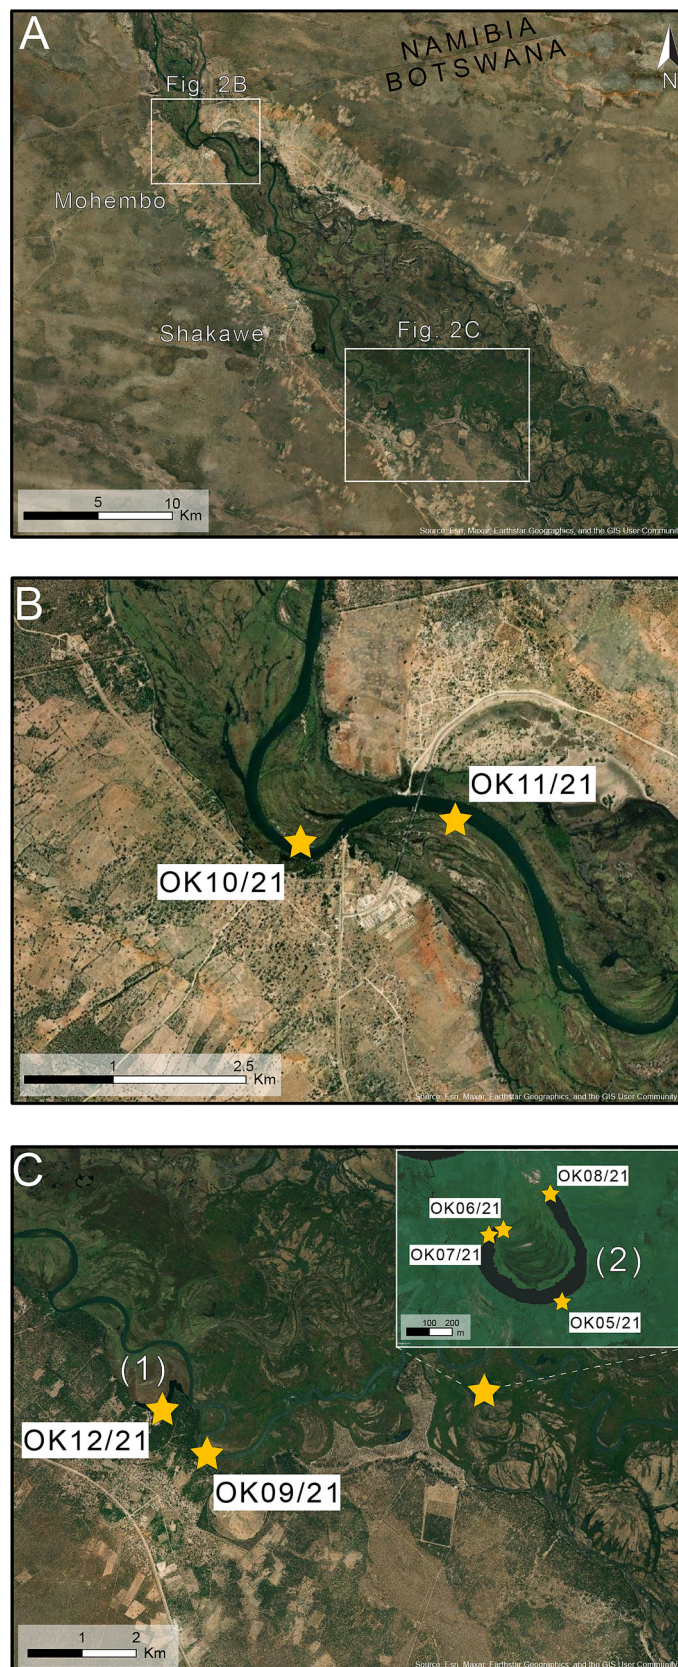 A
NAMIBIA
BOTSWANA
N
Fig. 2B
Mohembo
Shakawe
Fig. 2C
5 10
Km
Source: Esri, Maxar, Earthstar Geographics, and the GIS User Community
B
OK11/21
OK10/21
1 2.5
Km
Source: Esri, Maxar, Earthstar Geographics, and the GIS User Community
C
OK08/21
OK06/21
OK07/21
(2)
100 200
m
OK05/21
(1)
OK12/21
OK09/21
1 2
Km
Source: Esri, Maxar, Earthstar Geographics, and the GIS User Community